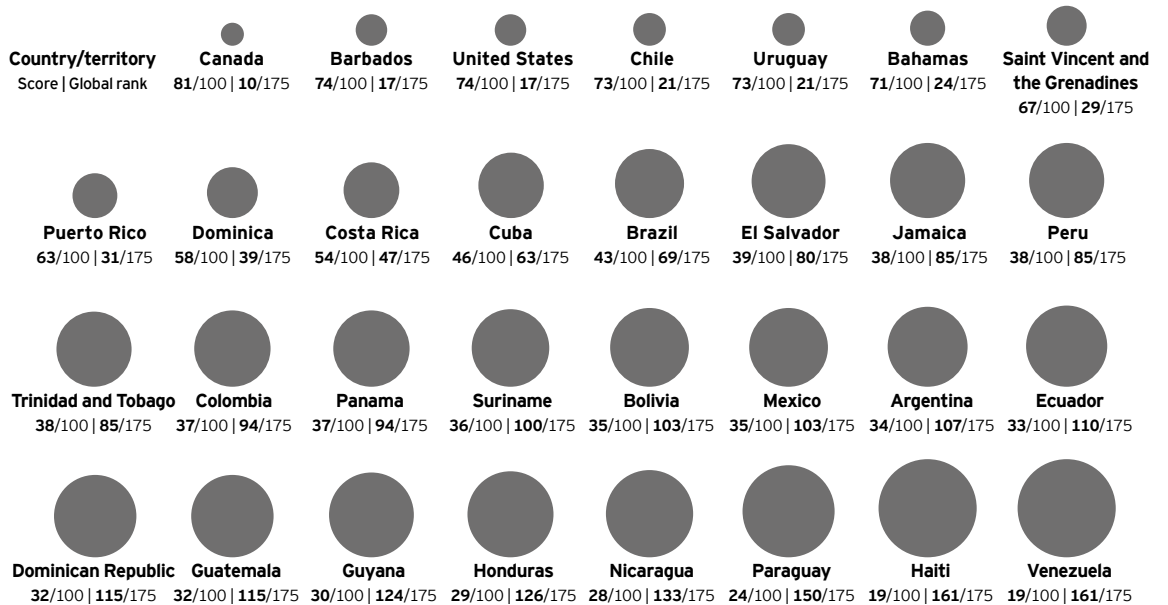 Country/territory Canada Barbados United States Chile Uruguay Bahamas Saint Vincent and
the Grenadines
Score | Global rank 81/100 | 10/175 74/100 | 17/175 74/100 | 17/175 73/100 | 21/175 73/100 | 21/175 71/100 | 24/175
67/100 | 29/175
Puerto Rico Dominica Costa Rica Cuba Brazil El Salvador Jamaica Peru
63/100 | 31/175 58/100 | 39/175 54/100 | 47/175 46/100 | 63/175 43/100 | 69/175 39/100 | 80/175 38/100 | 85/175 38/100 | 85/175
Trinidad and Tobago Colombia Panama Suriname Bolivia Mexico Argentina Ecuador
38/100 | 85/175 37/100 | 94/175 37/100 | 94/175 36/100 | 100/175 35/100 | 103/175 35/100 | 103/175 34/100 | 107/175 33/100 | 110/175
Dominican Republic Guatemala Guyana Honduras Nicaragua Paraguay Haiti Venezuela
32/100 | 115/175 32/100 | 115/175 30/100 | 124/175 29/100 | 126/175 28/100 | 133/175 24/100 | 150/175 19/100 | 161/175 19/100 | 161/175